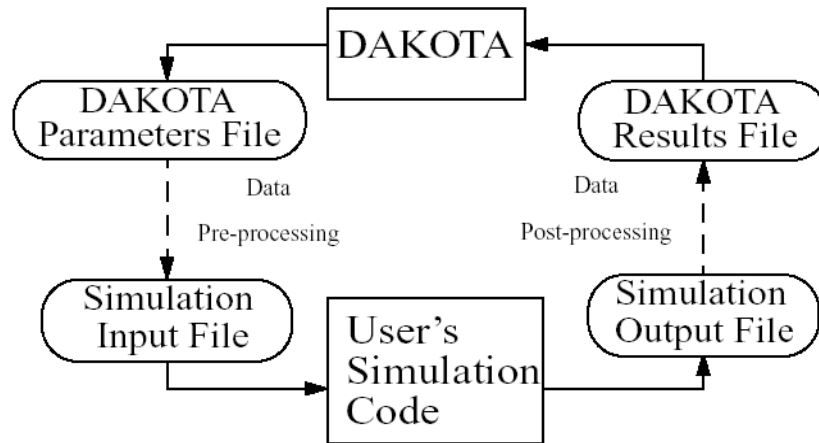 DAKOTA
DAKOTA
Parameters File
DAKOTA
Results File
Data
Pre-processing
Data
Post-processing
Simulation
Input File
User's
Simulation
Code
Simulation
Output File